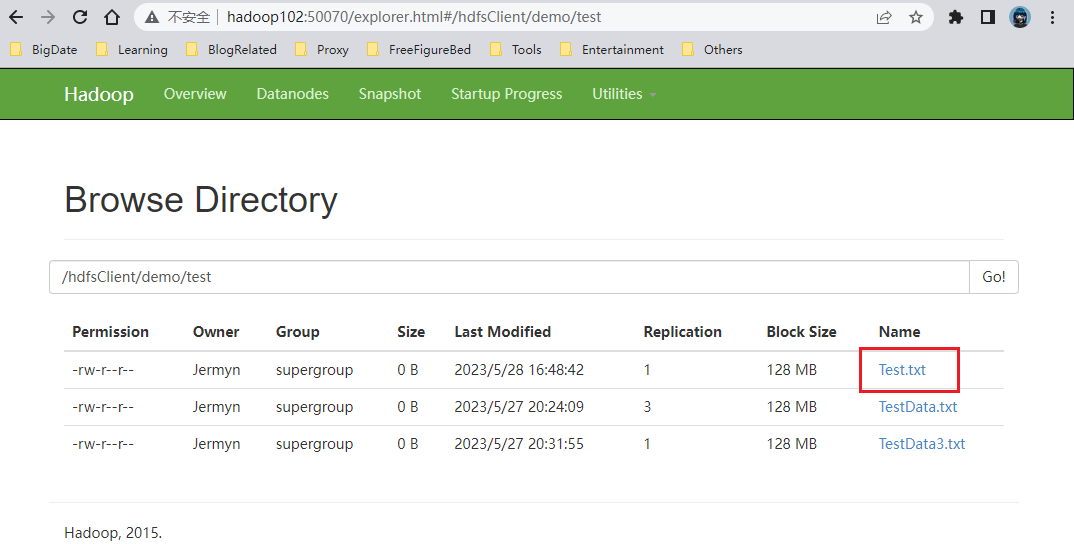 不安全 hadoop102:50070/explorer.html#/hdfsClient/demo/test
BigDate Learning BlogRelated Proxy FreeFigureBed Tools Entertainment Others
Hadoop Overview Datanodes Snapshot Startup Progress Utilities
Browse Directory
/hdfsClient/demo/test Go!
Permission Owner Group Size Last Modified Replication Block Size Name
-rw-r--r-- Jermyn supergroup 0 B 2023/5/28 16:48:42 1 128 MB Test.txt
-rw-r--r-- Jermyn supergroup 0 B 2023/5/27 20:24:09 3 128 MB TestData.txt
-rw-r--r-- Jermyn supergroup 0 B 2023/5/27 20:31:55 1 128 MB TestData3.txt
Hadoop, 2015.